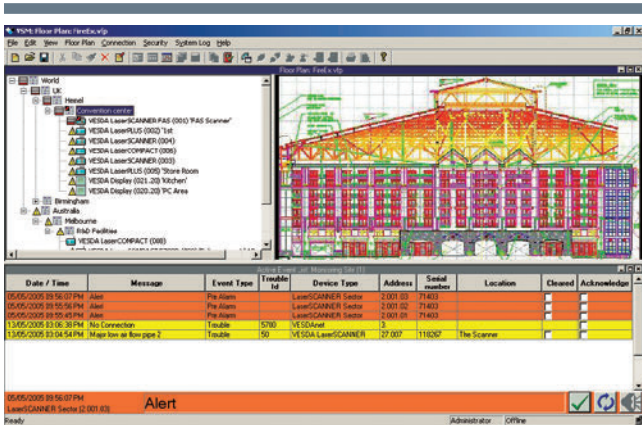 VSM: Floor Plan: FireEx.vfp
File Edit View Floor Plan Connection Security System Log Help
World
UK
Hemel
Convention center
VESDA LaserSCANNER FAS (001) 'FAS Scanner'
VESDA LaserPLUS (002) '1st
VESDA LaserSCANNER (004)
VESDA LaserCOMPACT (006)
VESDA LaserSCANNER (003)
VESDA LaserPLUS (005) 'Store Room
VESDA Display (021..20) 'Kitchen'
VESDA Display (020.20) 'PC Area
Birmingham
Australia
Melbourne
R&D Facilities
VESDA LaserCOMPACT (008)
Floor Plan: FireEx.vfp
Date / Time Message Event Type Trouble Id Device Type Address Serial number Location Cleared Acknowledge
05/05/2005 09:56:07 PM Alert Pre Alarm LaserSCANNER Sector 2.001.03 71403
05/05/2005 09:55:56 PM Alert Pre Alarm LaserSCANNER Sector 2.001.02 71403
05/05/2005 09:55:45 PM Alert Pre Alarm LaserSCANNER Sector 2.001.01 71403
13/05/2005 03:06:38 PM No Connection Trouble 5700 VESDAnet 3
13/05/2005 03:04:54 PM Major low air flow pipe 2 Trouble 50 VESDA LaserSCANNER 27.007 110267 The Scanner
05/05/2005 09:56:07 PM
LaserSCANNER Sector (2.001.03)
Alert
Ready Administrator Offline